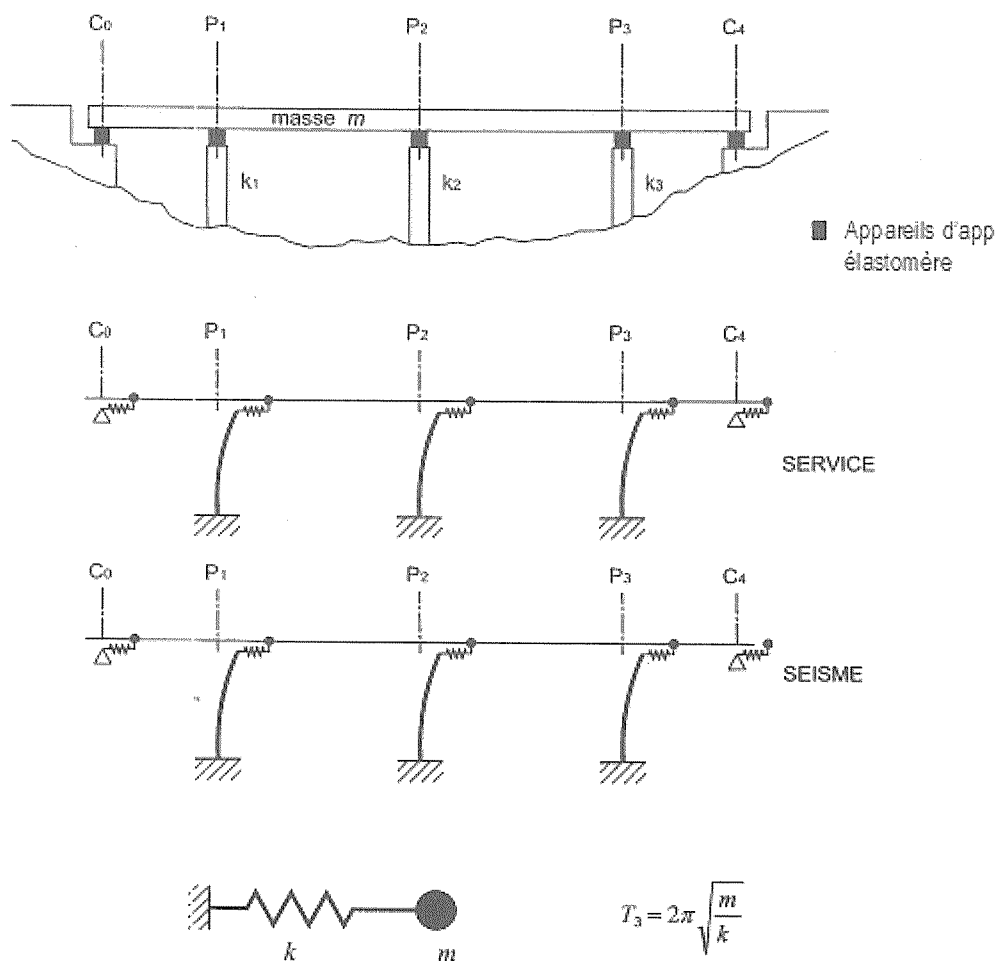 C0 P1 P2 P3 C4
masse m
k1 k2 k3
Appareils d'app
élastomère
C0 P1 P2 P3 C4
SERVICE
C0 P1 P2 P3 C4
SEISME
T3 = 2π √(m/k)
k m